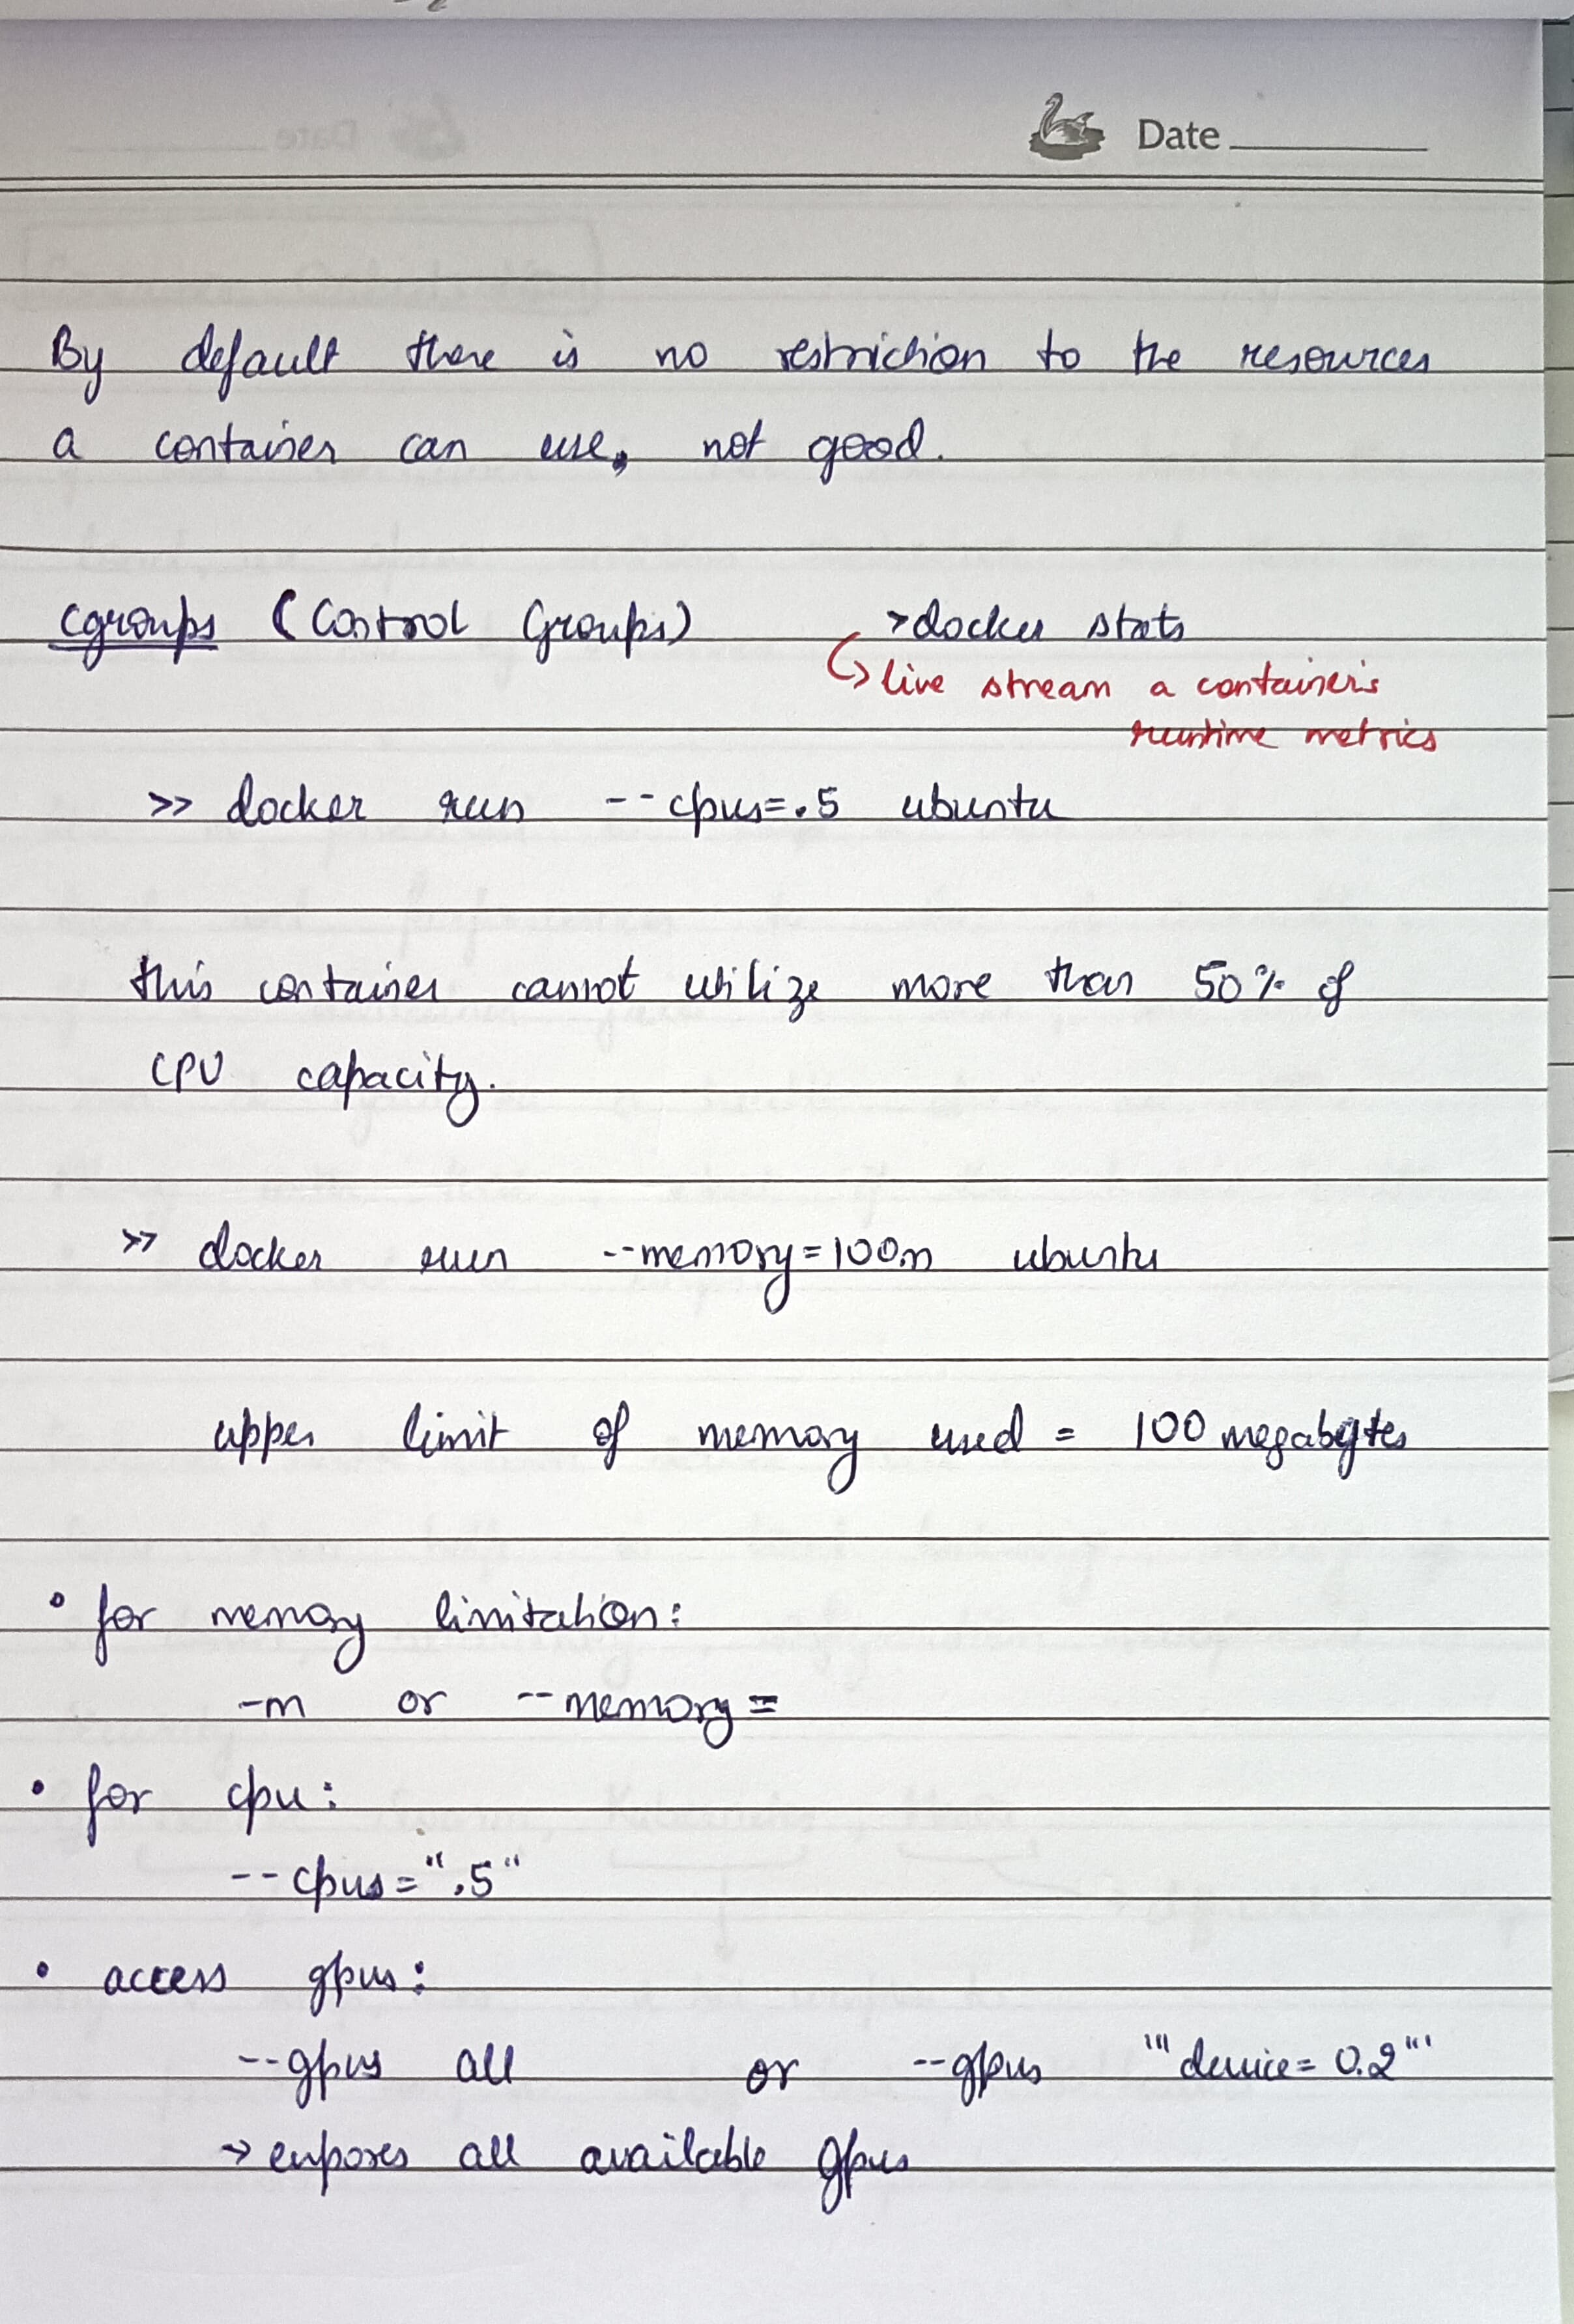 Date
By default there is no restriction to the resources
a container can use, not good.
cgroups (Control Groups)
> docker stats
live stream a container's
runtime metrics
>> docker run --cpus=.5 ubuntu
this container cannot utilize more than 50% of
CPU capacity.
>> docker run --memory=100m ubuntu
upper limit of memory used = 100 megabytes
• for memory limitation:
-m or --memory=
• for cpu:
--cpus=".5"
• access gpus:
--gpus all or --gpus '"device=0.2"'
→ exposes all available gpus